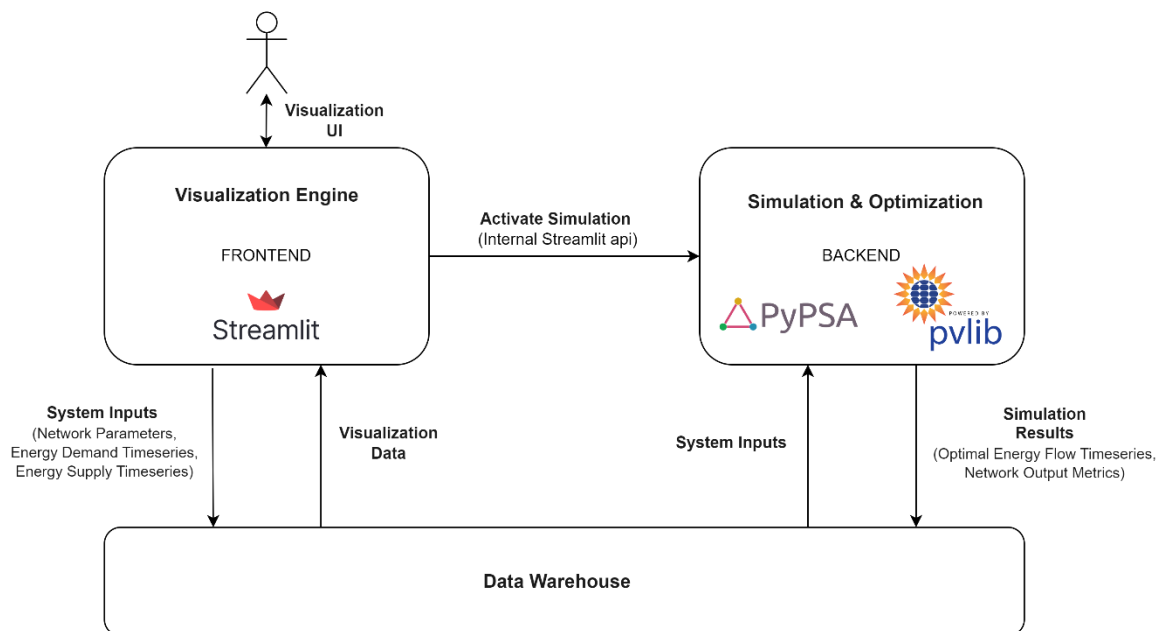 Visualization
UI
Visualization Engine
FRONTEND
Streamlit
Activate Simulation
(Internal Streamlit api)
Simulation & Optimization
BACKEND
PyPSA
POWERED BY
pvlib
System Inputs
(Network Parameters,
Energy Demand Timeseries,
Energy Supply Timeseries)
Visualization
Data
System Inputs
Simulation
Results
(Optimal Energy Flow Timeseries,
Network Output Metrics)
Data Warehouse